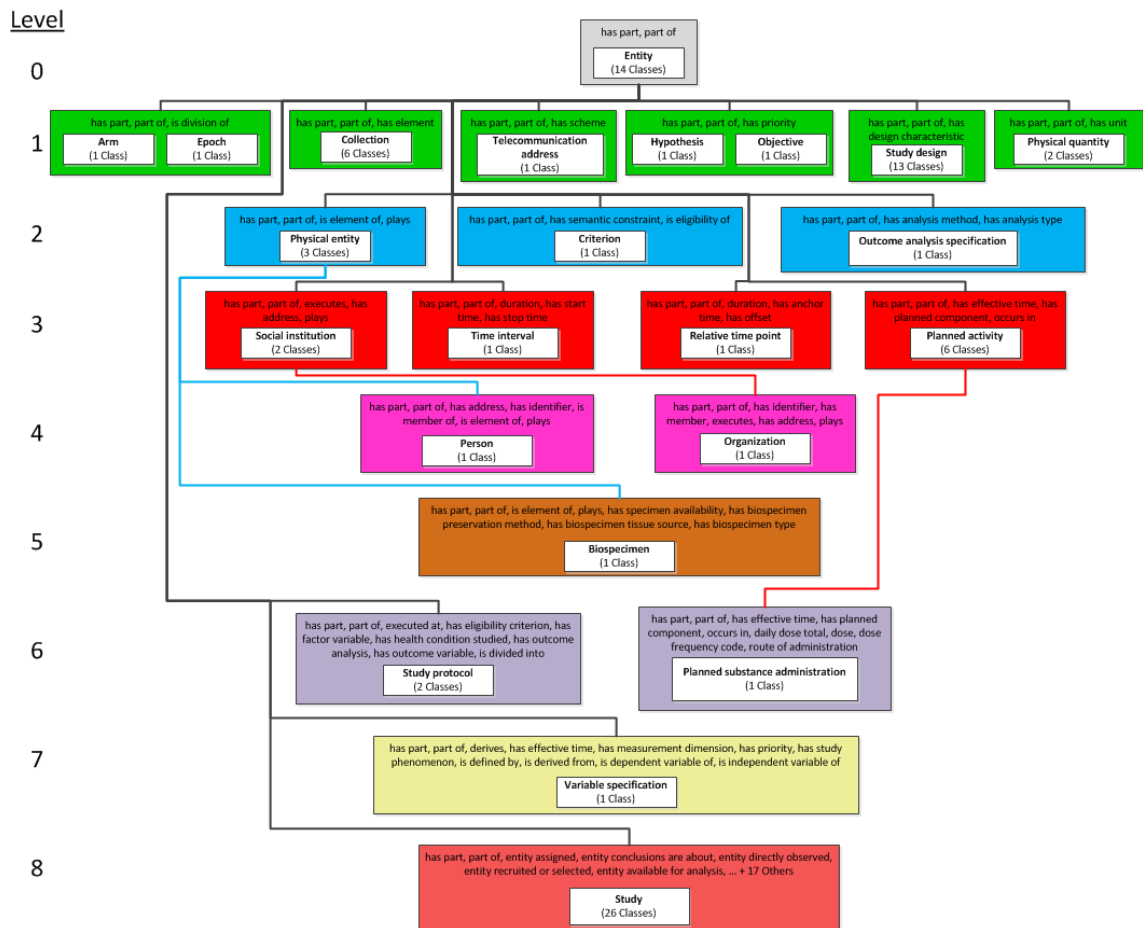 Level
0
has part, part of
Entity
(14 Classes)
1
has part, part of, is division of
Arm
(1 Class)
Epoch
(1 Class)
has part, part of, has element
Collection
(6 Classes)
has part, part of, has scheme
Telecommunication
address
(1 Class)
has part, part of, has priority
Hypothesis
(1 Class)
Objective
(1 Class)
has part, part of, has
design characteristic
Study design
(13 Classes)
has part, part of, has unit
Physical quantity
(2 Classes)
2
has part, part of, is element of, plays
Physical entity
(3 Classes)
has part, part of, has semantic constraint, is eligibility of
Criterion
(1 Class)
has part, part of, has analysis method, has analysis type
Outcome analysis specification
(1 Class)
3
has part, part of, executes, has
address, plays
Social institution
(2 Classes)
has part, part of, duration, has start
time, has stop time
Time interval
(1 Class)
has part, part of, duration, has anchor
time, has offset
Relative time point
(1 Class)
has part, part of, has effective time, has
planned component, occurs in
Planned activity
(6 Classes)
4
has part, part of, has address, has identifier, is
member of, is element of, plays
Person
(1 Class)
has part, part of, has identifier, has
member, executes, has address, plays
Organization
(1 Class)
5
has part, part of, is element of, plays, has specimen availability, has biospecimen
preservation method, has biospecimen tissue source, has biospecimen type
Biospecimen
(1 Class)
6
has part, part of, executed at, has eligibility criterion, has
factor variable, has health condition studied, has outcome
analysis, has outcome variable, is divided into
Study protocol
(2 Classes)
has part, part of, has effective time, has planned
component, occurs in, daily dose total, dose, dose
frequency code, route of administration
Planned substance administration
(1 Class)
7
has part, part of, derives, has effective time, has measurement dimension, has priority, has study
phenomenon, is defined by, is derived from, is dependent variable of, is independent variable of
Variable specification
(1 Class)
8
has part, part of, entity assigned, entity conclusions are about, entity directly observed,
entity recruited or selected, entity available for analysis, ... + 17 Others
Study
(26 Classes)